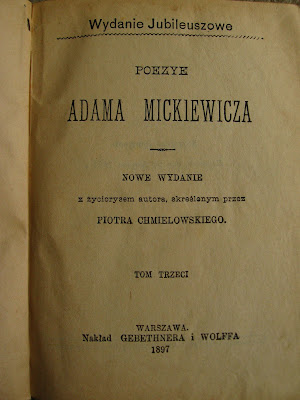 Wydanie Jubileuszowe
POEZYE
ADAMA MICKIEWICZA
NOWE WYDANIE
z życiorysem autora, skreślonym przez
PIOTRA CHMIELOWSKIEGO.
TOM TRZECI
WARSZAWA.
Nakład GEBETHNERA i WOLFFA
1897